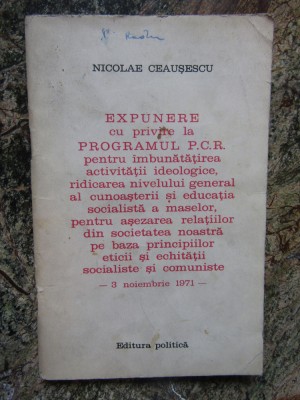 NICOLAE CEAUȘESCU
EXPUNERE
cu privire la
PROGRAMUL P.C.R.
pentru îmbunătățirea
activității ideologice,
ridicarea nivelului general
al cunoașterii și educația
socialistă a maselor,
pentru așezarea relațiilor
din societatea noastră
pe baza principiilor
eticii și echității
socialiste și comuniste
— 3 noiembrie 1971 —
Editura politică